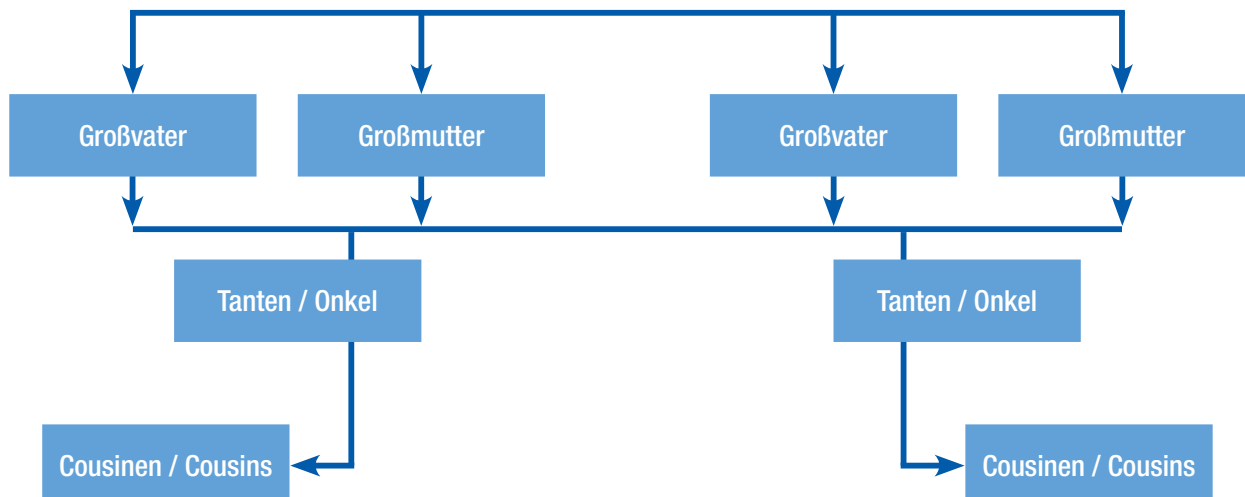 Großvater
Großmutter
Großvater
Großmutter
Tanten / Onkel
Tanten / Onkel
Cousinen / Cousins
Cousinen / Cousins